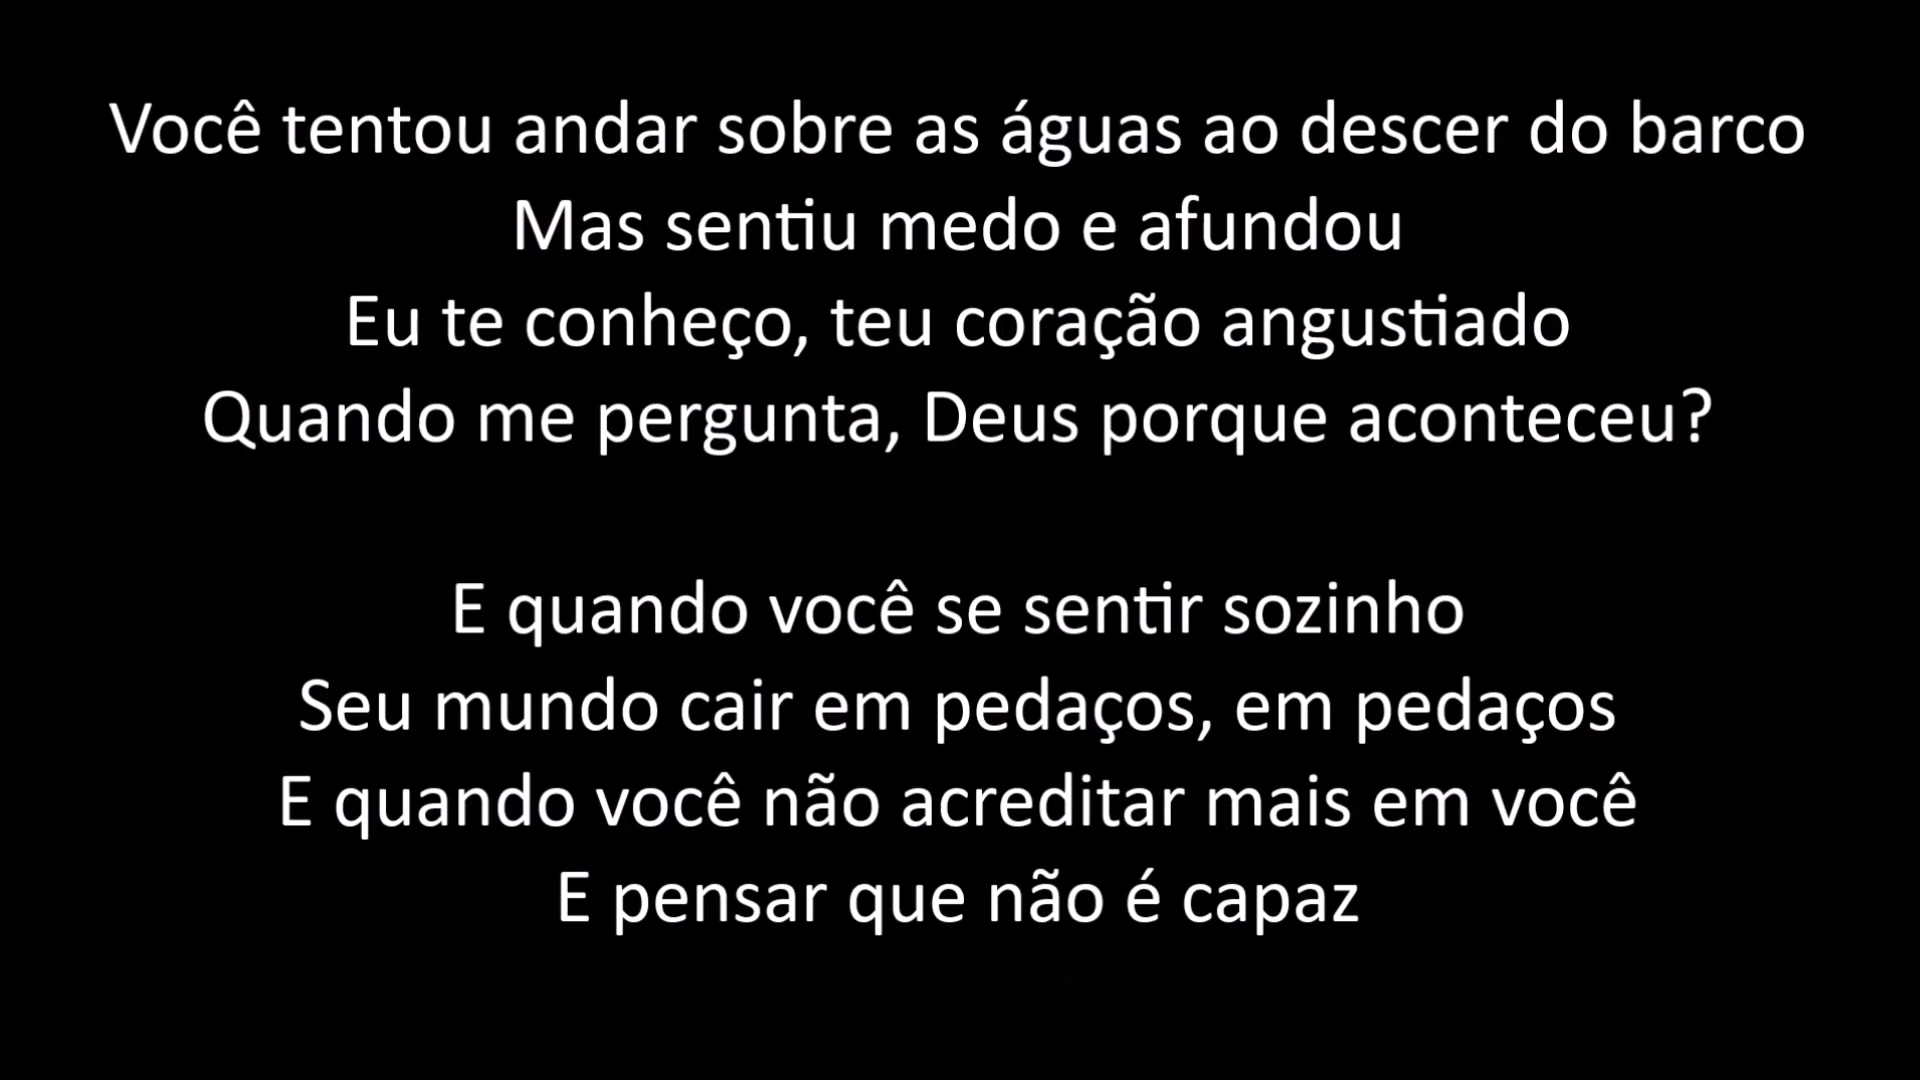 Você tentou andar sobre as águas ao descer do barco
Mas sentiu medo e afundou
Eu te conheço, teu coração angustiado
Quando me pergunta, Deus porque aconteceu?
E quando você se sentir sozinho
Seu mundo cair em pedaços, em pedaços
E quando você não acreditar mais em você
E pensar que não é capaz